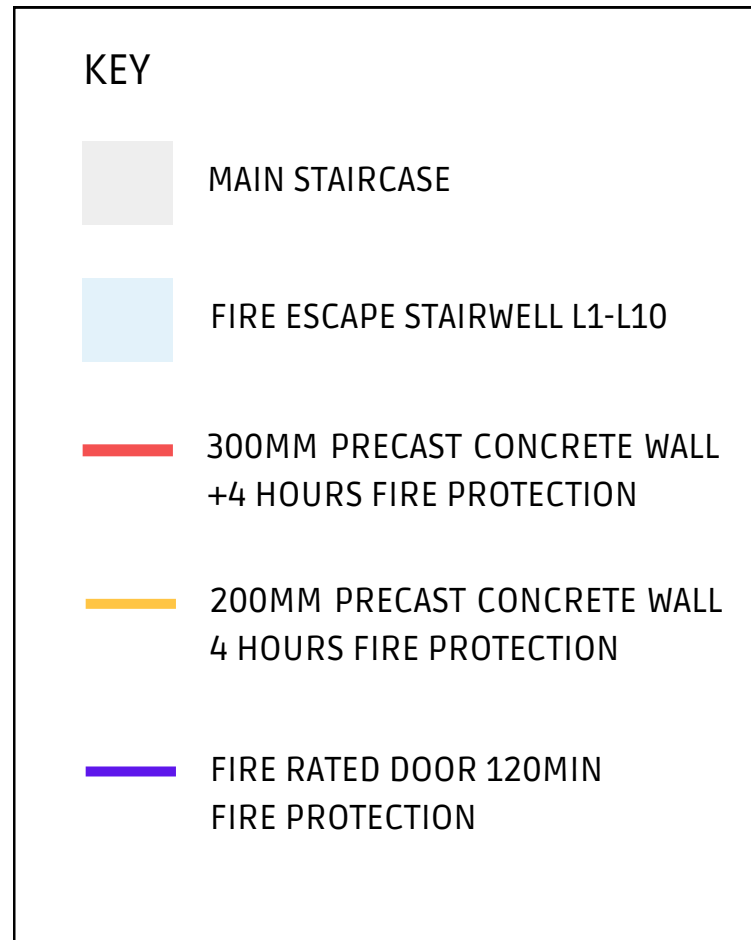 KEY
MAIN STAIRCASE
FIRE ESCAPE STAIRWELL L1-L10
300MM PRECAST CONCRETE WALL
+4 HOURS FIRE PROTECTION
200MM PRECAST CONCRETE WALL
4 HOURS FIRE PROTECTION
FIRE RATED DOOR 120MIN
FIRE PROTECTION